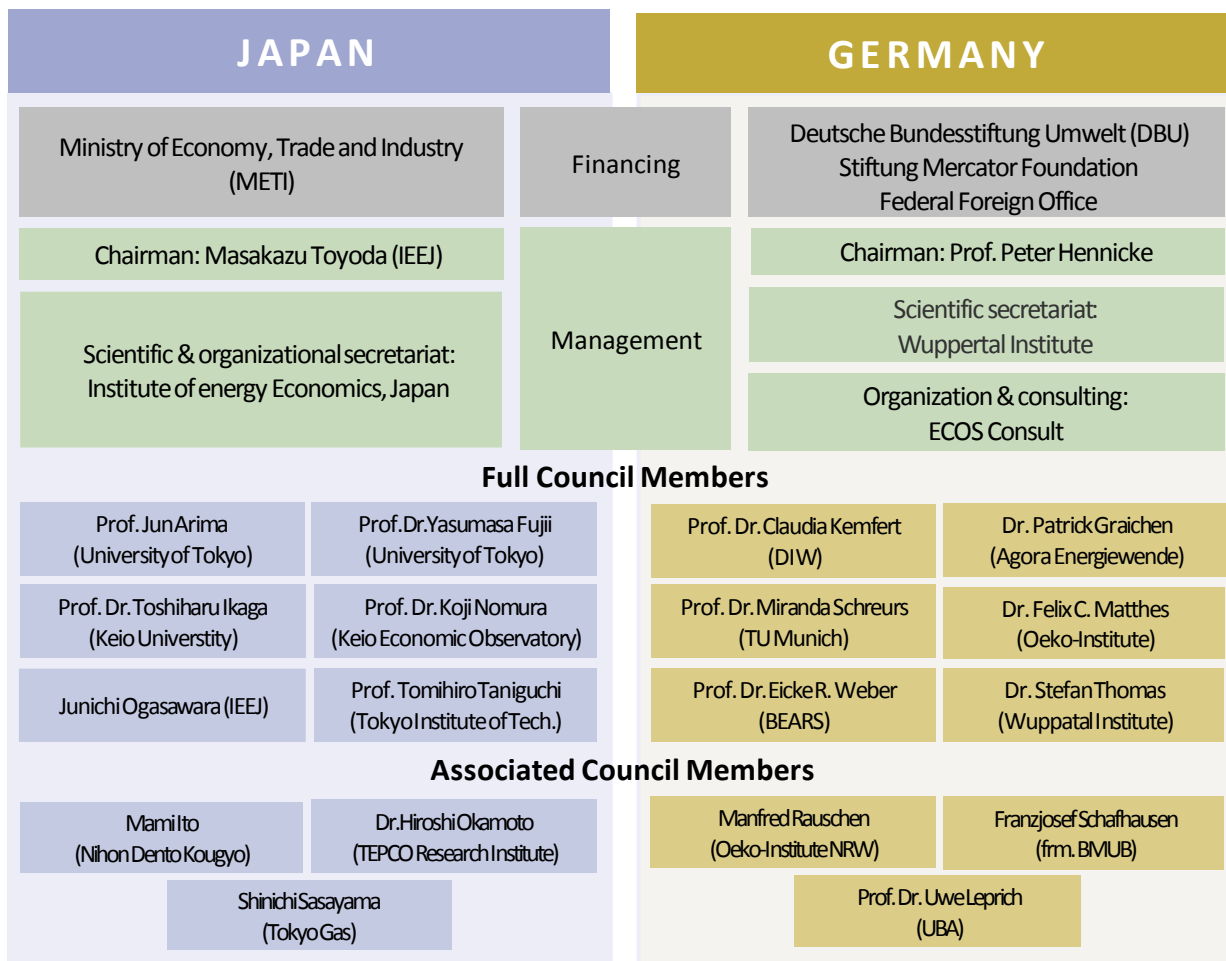 JAPAN
GERMANY
Ministry of Economy, Trade and Industry
(METI)
Financing
Deutsche Bundesstiftung Umwelt (DBU)
Stiftung Mercator Foundation
Federal Foreign Office
Chairman: Masakazu Toyoda (IEEJ)
Scientific & organizational secretariat:
Institute of energy Economics, Japan
Management
Chairman: Prof. Peter Hennicke
Scientific secretariat:
Wuppertal Institute
Organization & consulting:
ECOS Consult
Full Council Members
Prof. Jun Arima
(University of Tokyo)
Prof.Dr.Yasumasa Fujii
(University of Tokyo)
Prof. Dr. Claudia Kemfert
(DIW)
Dr. Patrick Graichen
(Agora Energiewende)
Prof. Dr. Toshiharu Ikaga
(Keio Universtity)
Prof. Dr. Koji Nomura
(Keio Economic Observatory)
Prof. Dr. Miranda Schreurs
(TU Munich)
Dr. Felix C. Matthes
(Oeko-Institute)
Junichi Ogasawara (IEEJ)
Prof. Tomihiro Taniguchi
(Tokyo Institute of Tech.)
Prof. Dr. Eicke R. Weber
(BEARS)
Dr. Stefan Thomas
(Wuppatal Institute)
Associated Council Members
Mami Ito
(Nihon Dento Kougyo)
Dr.Hiroshi Okamoto
(TEPCO Research Institute)
Manfred Rauschen
(Oeko-Institute NRW)
Franzjosef Schafhausen
(frm. BMUB)
Shinichi Sasayama
(Tokyo Gas)
Prof. Dr. Uwe Leprich
(UBA)